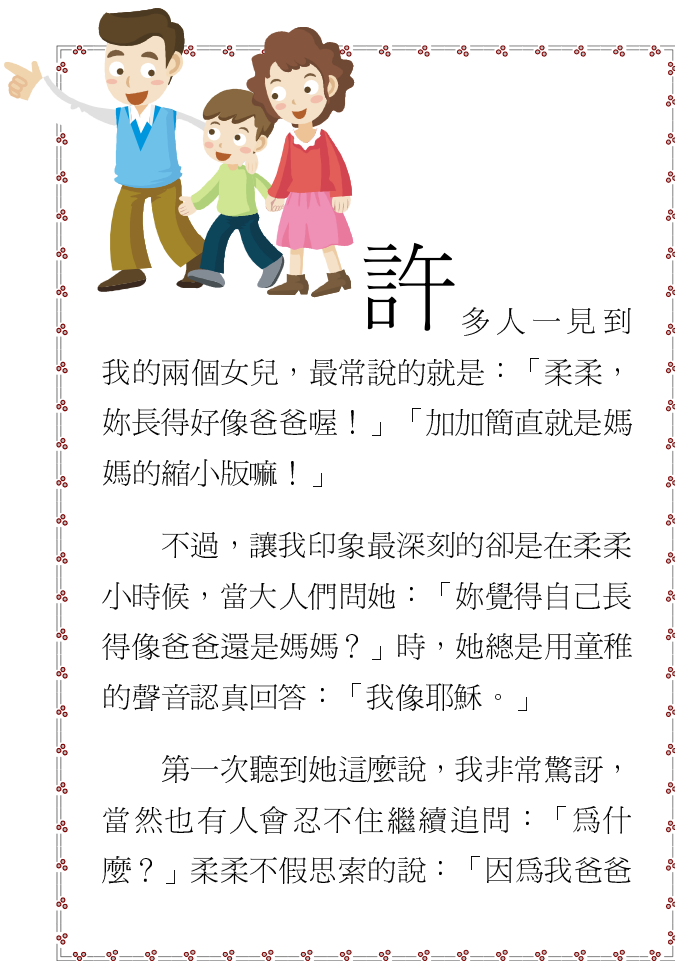 許多人一見到
我的兩個女兒，最常說的就是：「柔柔，
妳長得好像爸爸喔！」「加加簡直就是媽
媽的縮小版嘛！」
不過，讓我印象最深刻的卻是在柔柔
小時候，當大人們問她：「妳覺得自己長
得像爸爸還是媽媽？」時，她總是用童稚
的聲音認真回答：「我像耶穌。」
第一次聽到她這麼說，我非常驚訝，
當然也有人會忍不住繼續追問：「為什
麼？」柔柔不假思索的說：「因為我爸爸